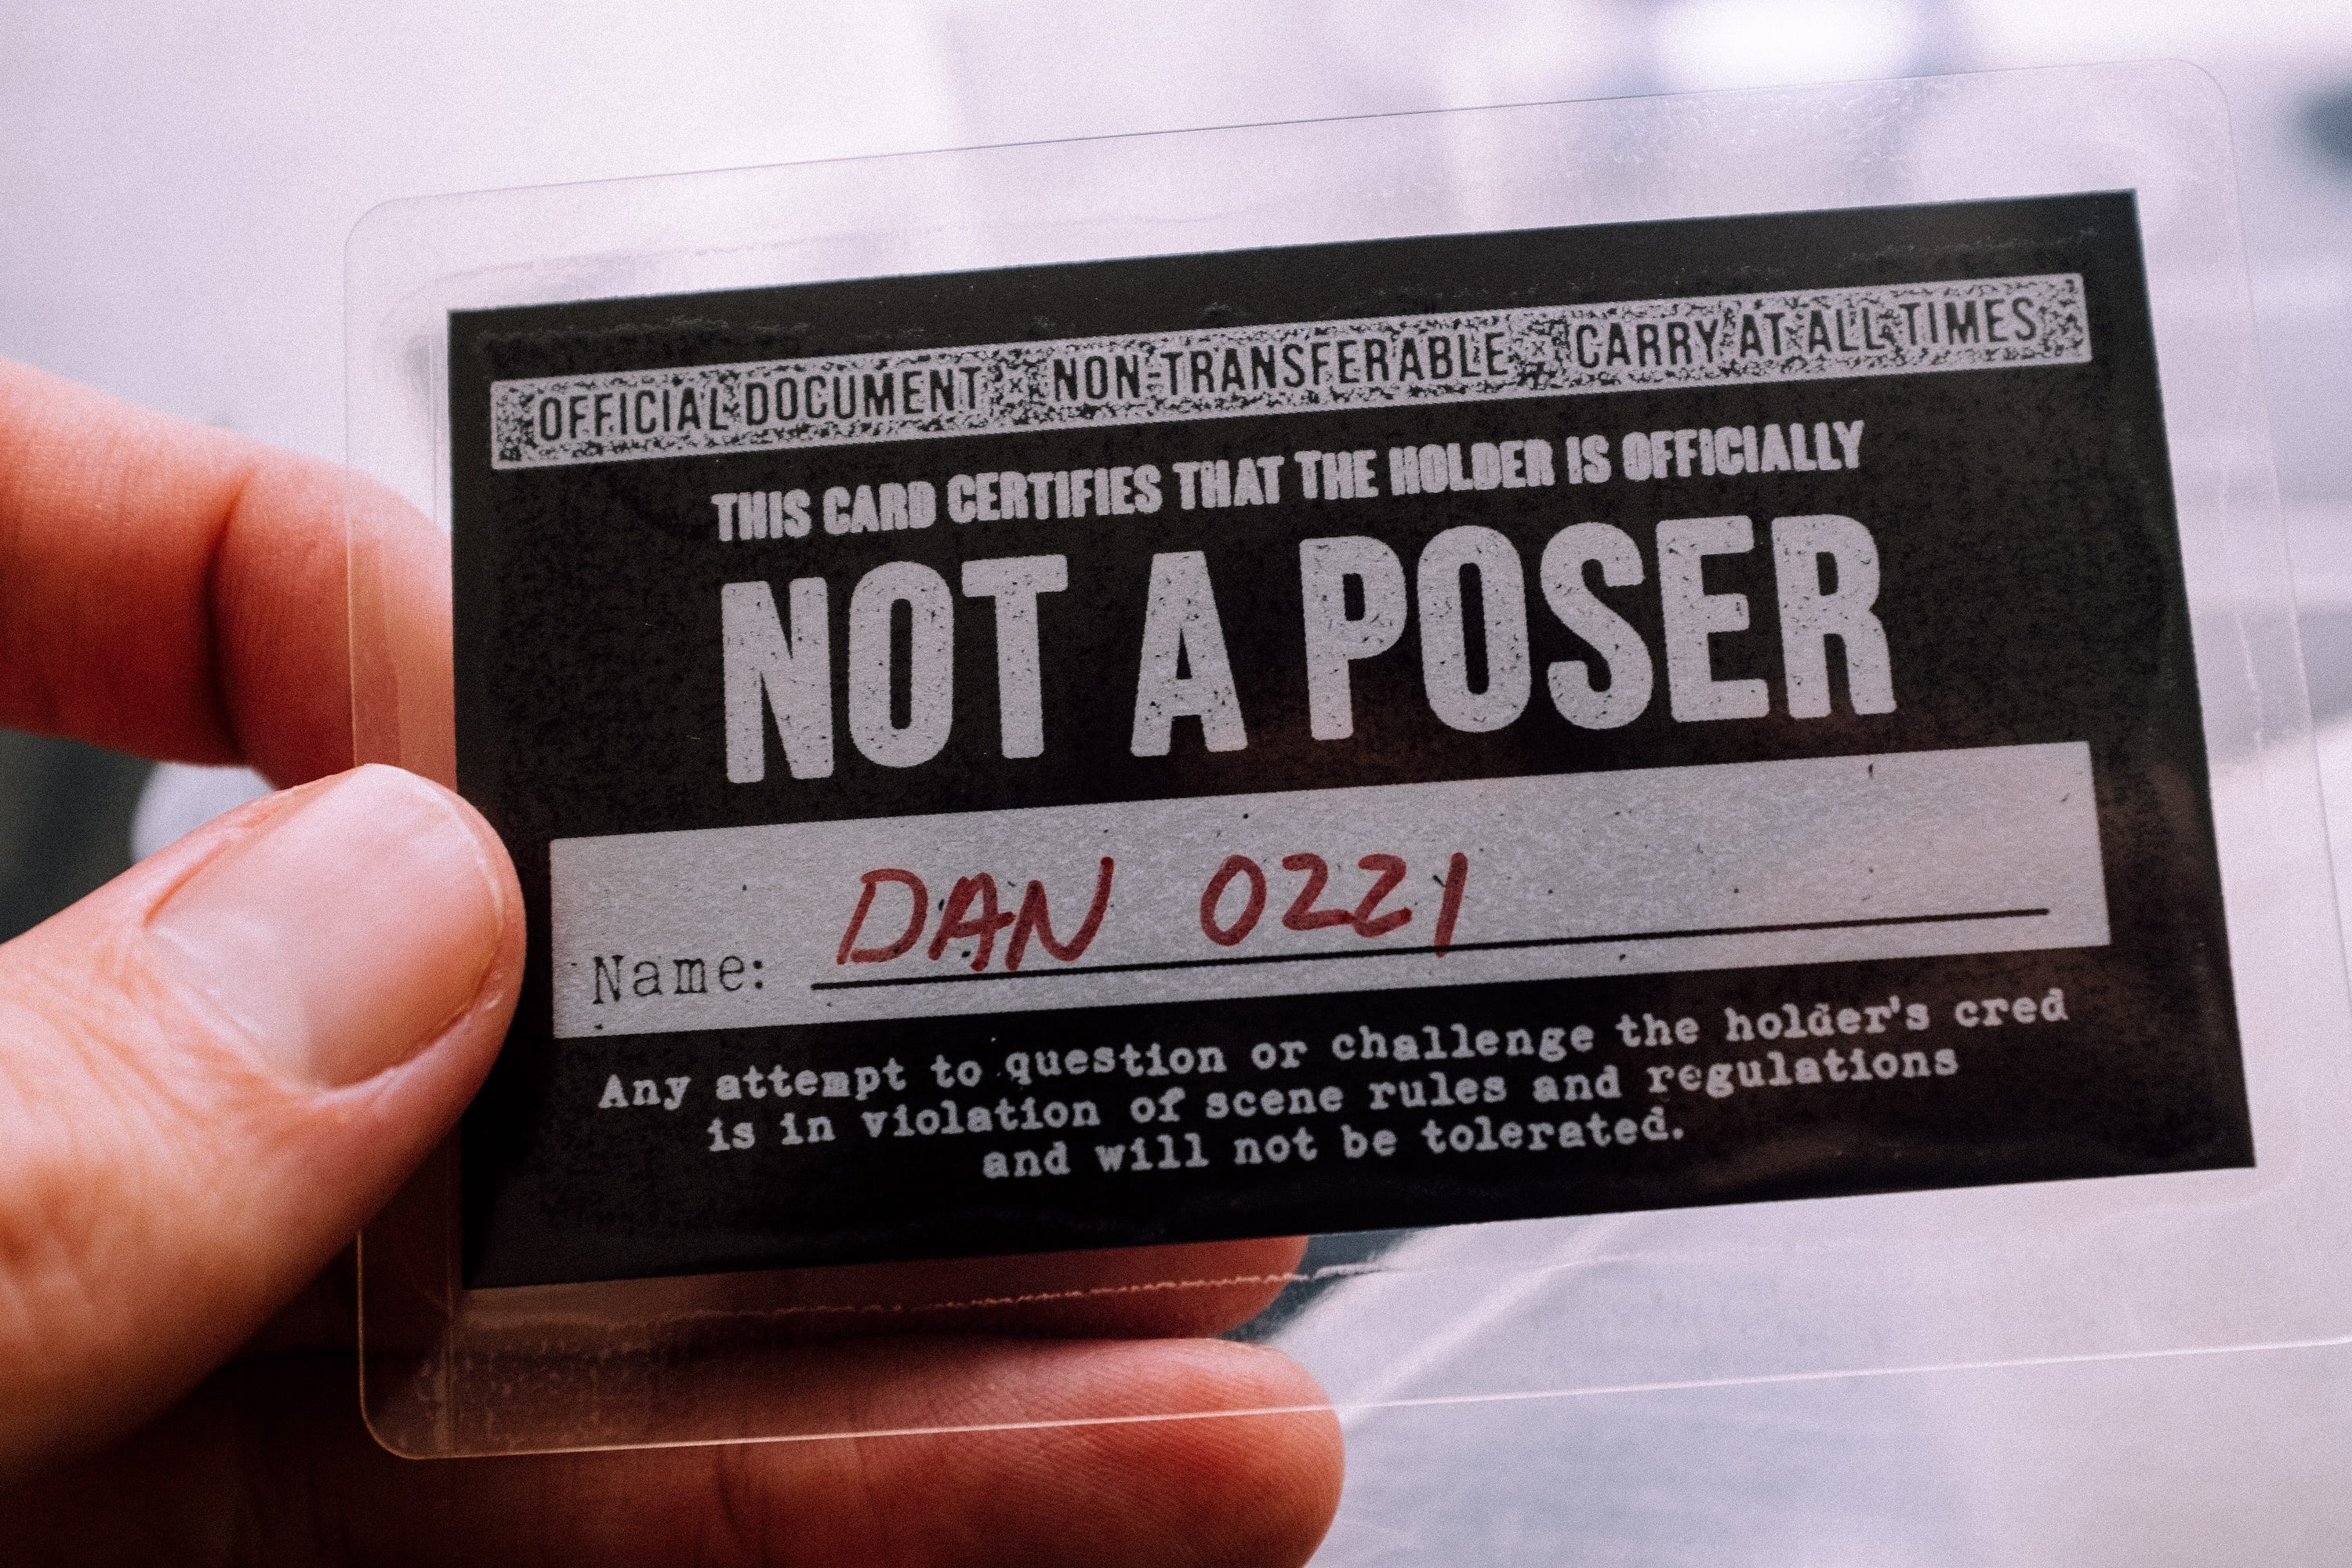 OFFICIAL DOCUMENT × NON-TRANSFERABLE × CARRY AT ALL TIMES
THIS CARD CERTIFIES THAT THE HOLDER IS OFFICIALLY
NOT A POSER
Name: DAN OZZI
Any attempt to question or challenge the holder's cred
is in violation of scene rules and regulations
and will not be tolerated.